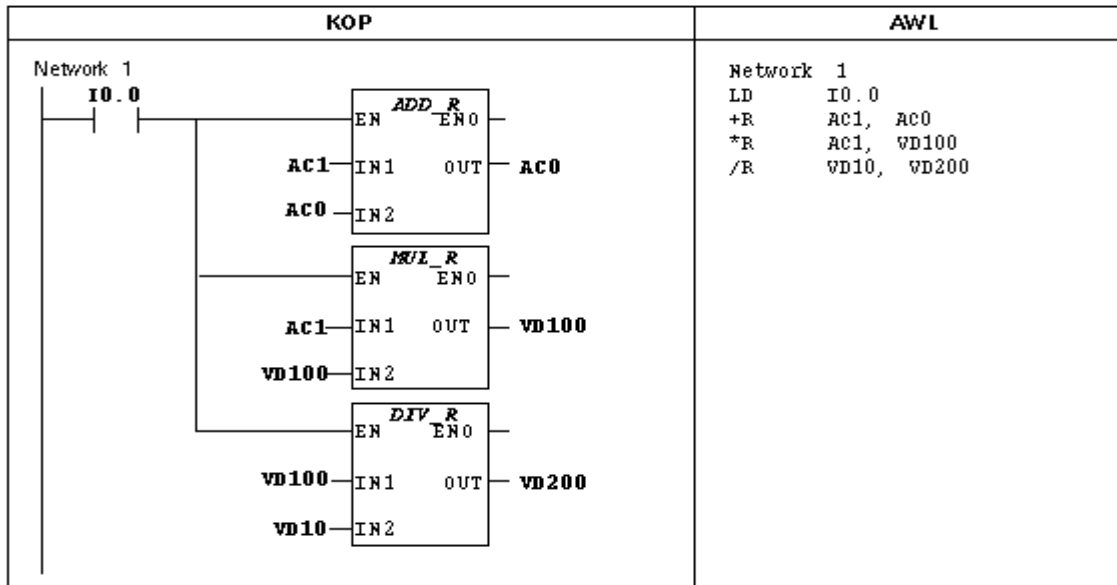 KOP
AWL
Network 1
I0.0
ADD_R
EN ENO
AC1 IN1 OUT AC0
AC0 IN2
MUL_R
EN ENO
AC1 IN1 OUT VD100
VD100 IN2
DIV_R
EN ENO
VD100 IN1 OUT VD200
VD10 IN2
Network 1
LD I0.0
+R AC1, AC0
*R AC1, VD100
/R VD10, VD200